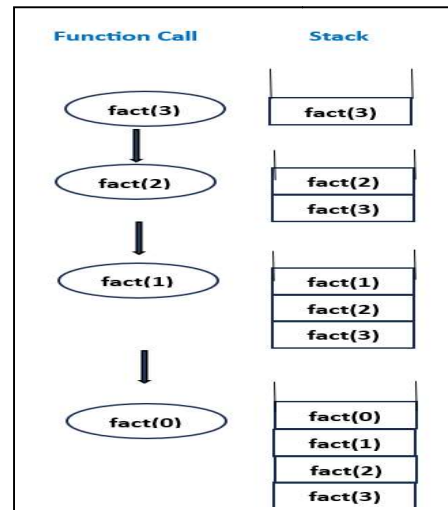 Function Call Stack
fact(3) fact(3)
fact(2) fact(2)
fact(3)
fact(1) fact(1)
fact(2)
fact(3)
fact(0) fact(0)
fact(1)
fact(2)
fact(3)